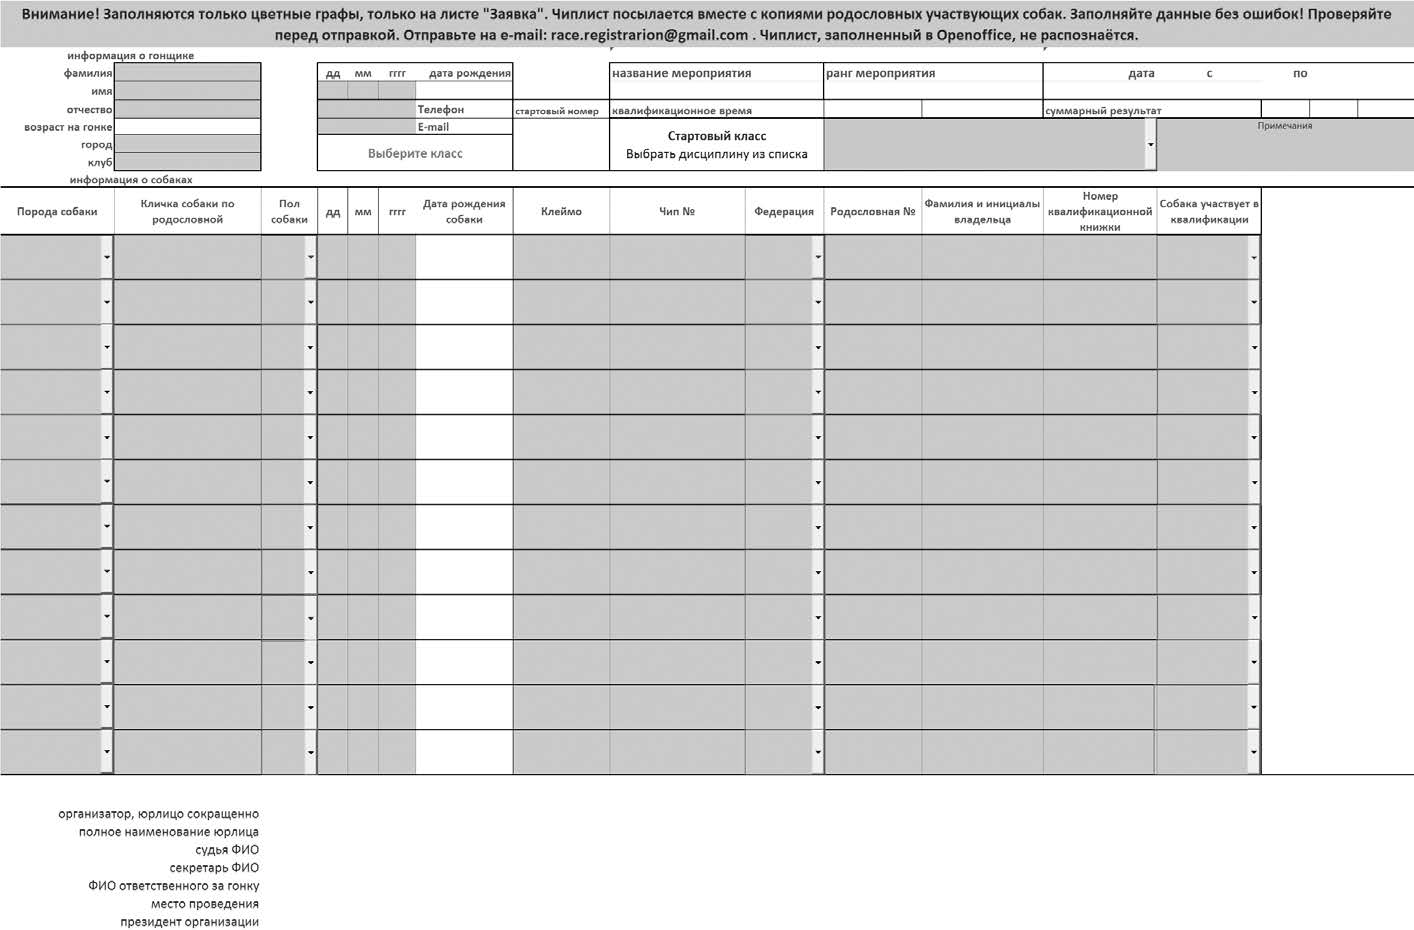 Внимание! Заполняются только цветные графы, только на листе "Заявка". Чиплист посылается вместе с копиями родословных участвующих собак. Заполняйте данные без ошибок! Проверяйте
перед отправкой. Отправьте на e-mail: race.registrarion@gmail.com . Чиплист, заполненный в Openoffice, не распознаётся.
информация о гонщике
фамилия
дд мм гггг дата рождения
название мероприятия
ранг мероприятия
дата с по
имя
отчество
Телефон
стартовый номер
квалификационное время
суммарный результат
возраст на гонке
E-mail
Стартовый класс
Примечания
город
Выберите класс
Выбрать дисциплину из списка
клуб
информация о собаках
Порода собаки
Кличка собаки по
родословной
Пол
собаки
дд
мм
гггг
Дата рождения
собаки
Клеймо
Чип №
Федерация
Родословная №
Фамилия и инициалы
владельца
Номер
квалификационной
книжки
Собака участвует в
квалификации
организатор, юрлицо сокращенно
полное наименование юрлица
судья ФИО
секретарь ФИО
ФИО ответственного за гонку
место проведения
президент организации